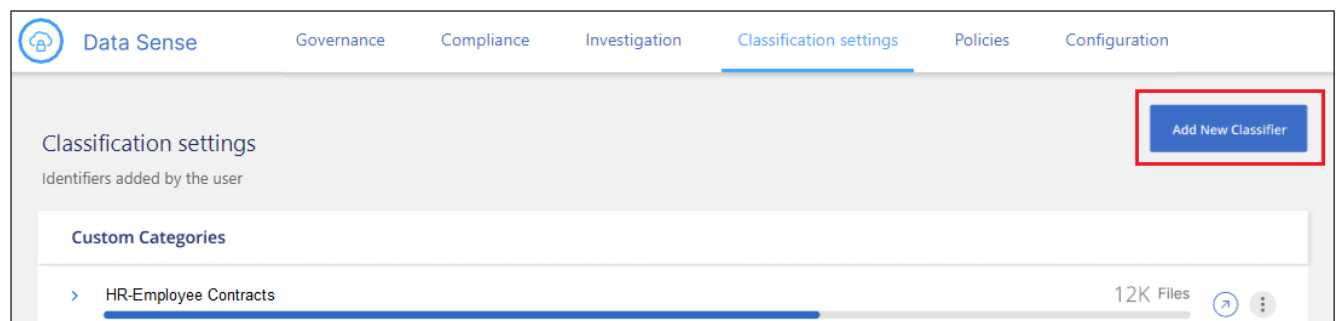 Data Sense Governance Compliance Investigation Classification settings Policies Configuration
Add New Classifier
Classification settings
Identifiers added by the user
Custom Categories
HR-Employee Contracts 12K Files